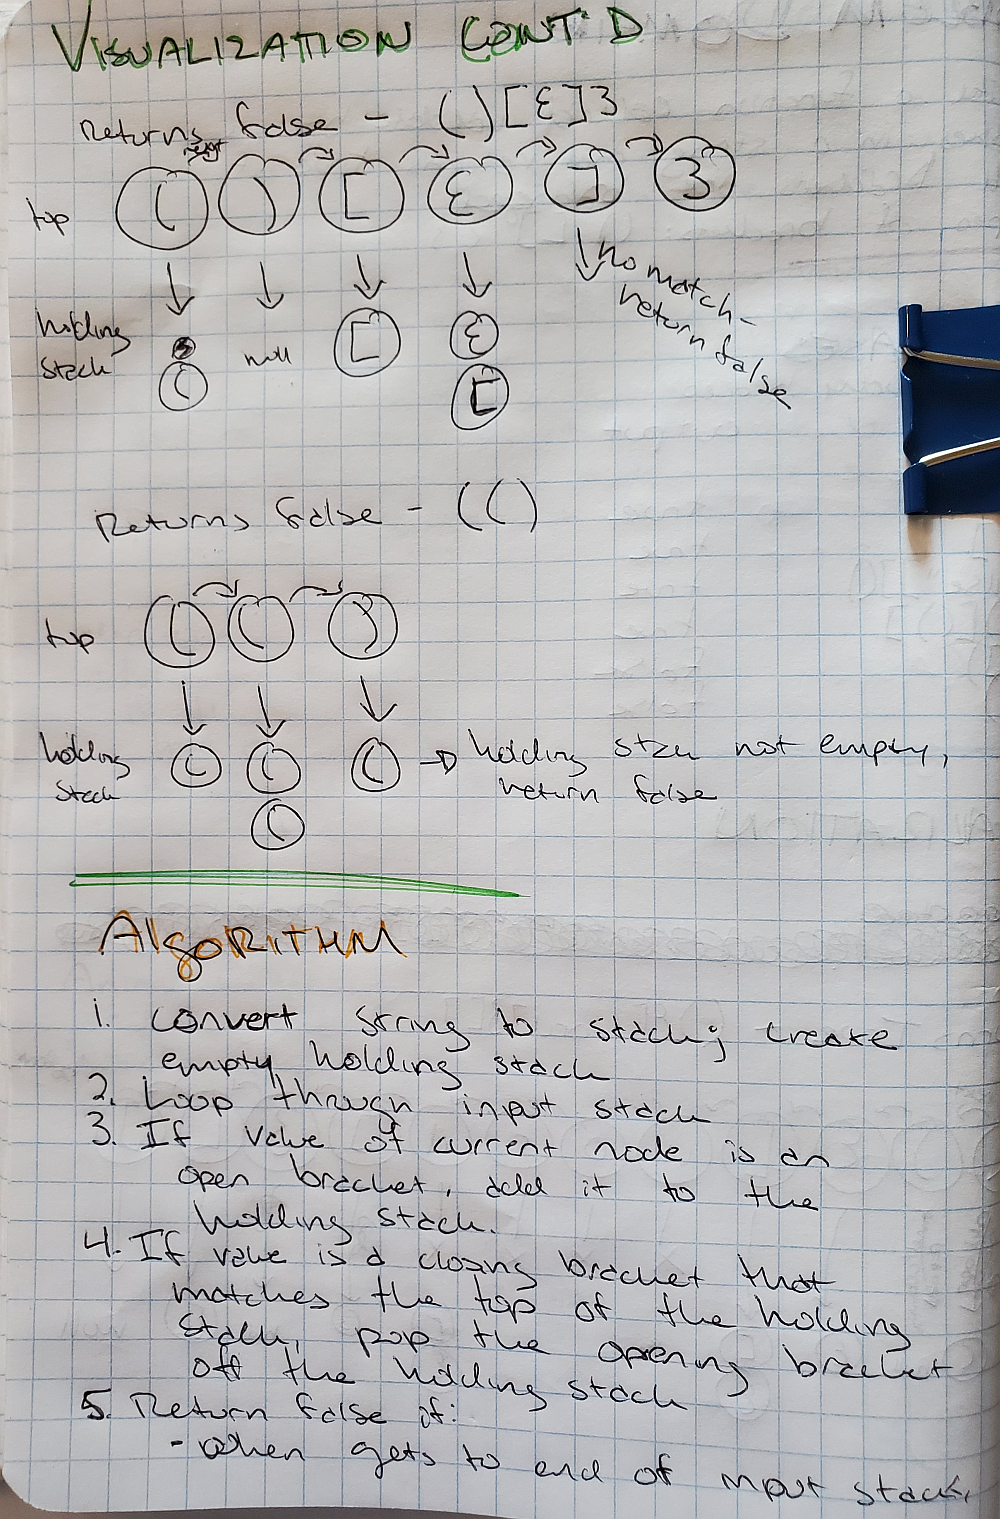 VISUALIZATION CONT'D
Returns false - ( ) [ { ] }
top ( ) [ { ] }
no match -
return false
holding
stack
( null [ { [
Returns false - ( ( )
top ( ( )
holding
stack
( ( ( (
→ holding stack not empty,
return false
ALgORITHM
1. convert string to stack; create
empty holding stack
2. Loop through input stack
3. If value of current node is an
open bracket, add it to the
holding stack.
4. If value is a closing bracket that
matches the top of the holding
stack, pop the opening bracket
off the holding stack
5. Return false if:
- When gets to end of input stack,